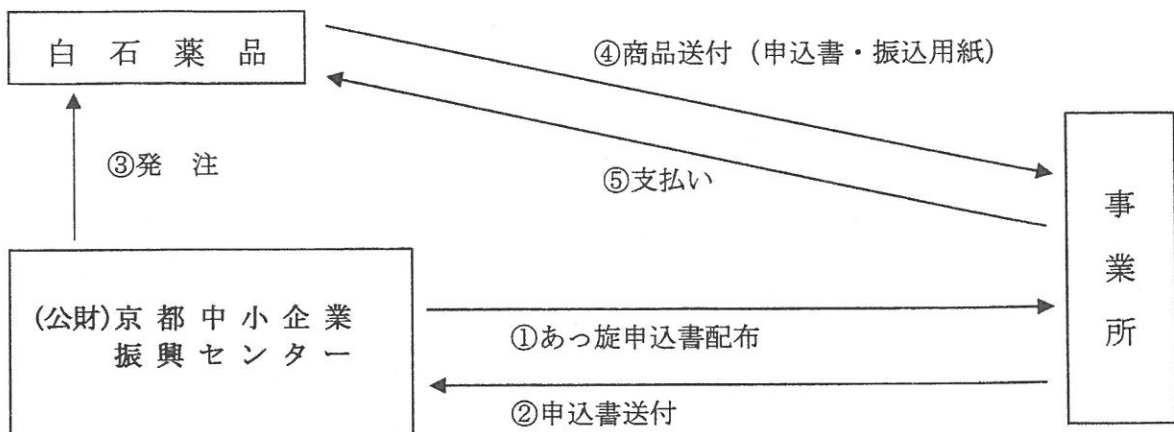 白石薬品
④商品送付（申込書・振込用紙）
③発 注
⑤支払い
事業所
(公財)京都中小企業
振興センター
①あっ旋申込書配布
②申込書送付